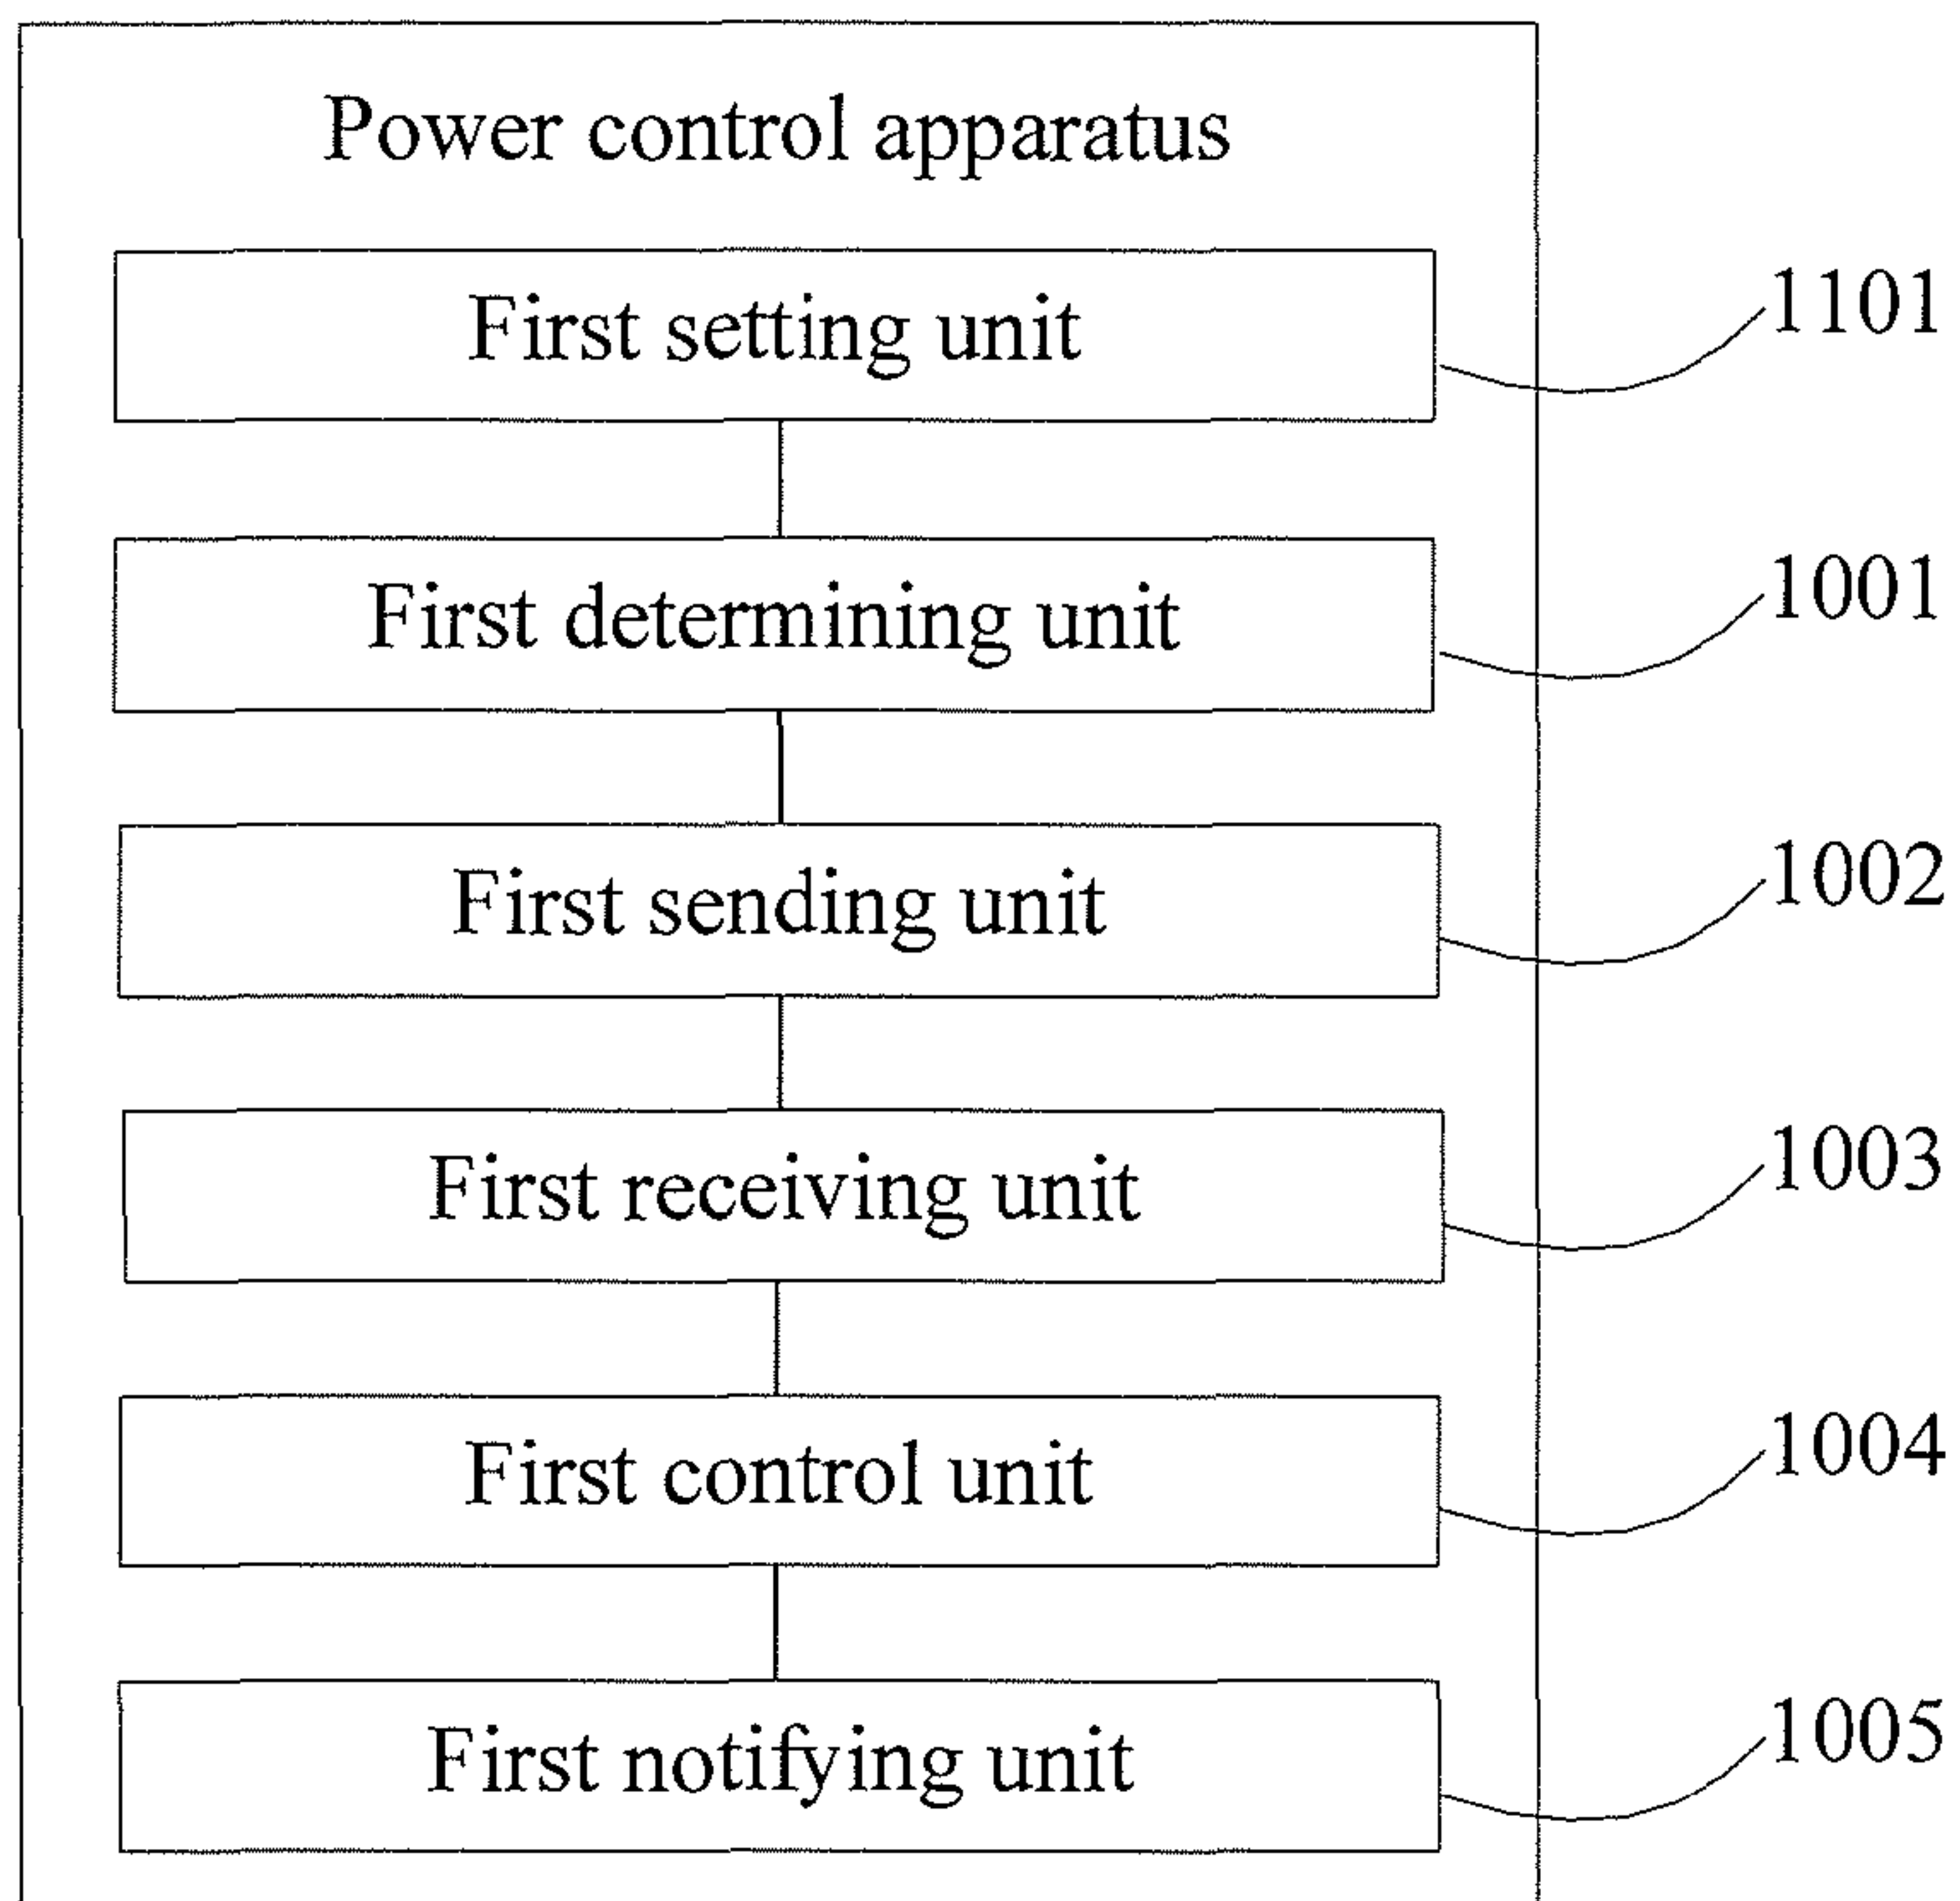 Power control apparatus
First setting unit
1101
First determining unit
1001
First sending unit
1002
First receiving unit
1003
First control unit
1004
First notifying unit
1005